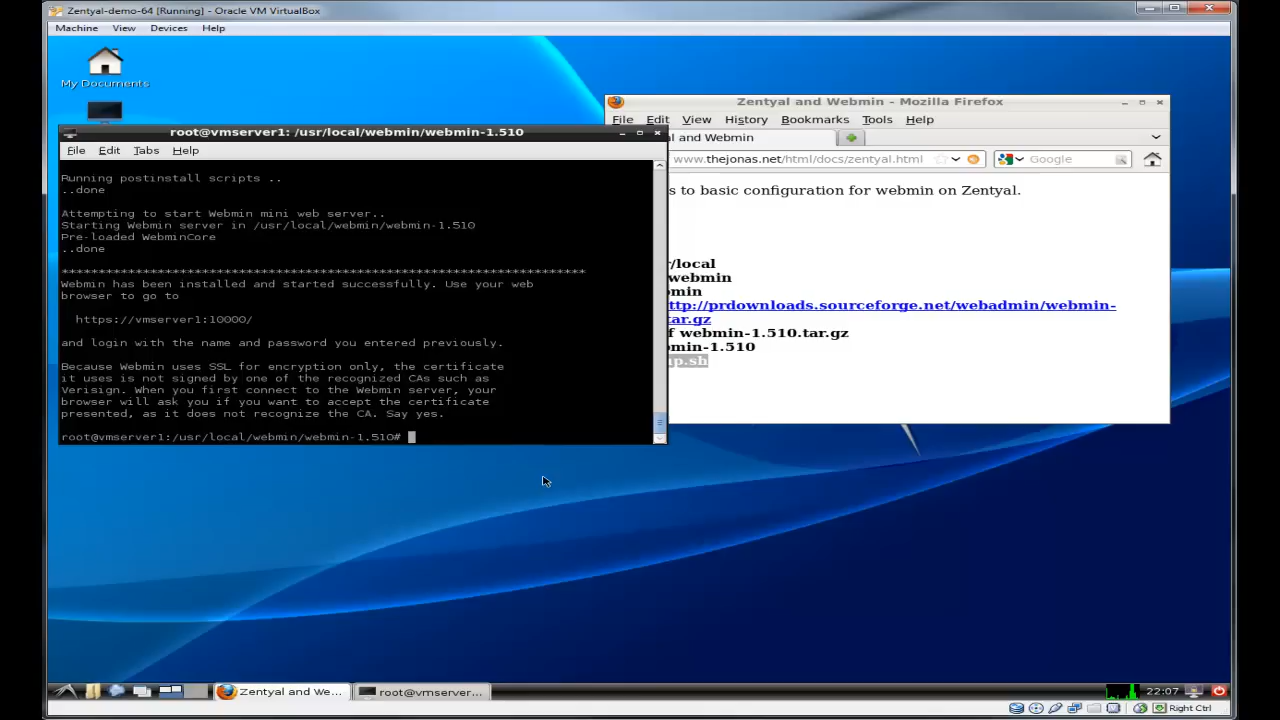 Zentyal-demo-64 [Running] - Oracle VM VirtualBox
Machine View Devices Help
My Documents
root@vmserver1: /usr/local/webmin/webmin-1.510
File Edit Tabs Help
Running postinstall scripts ..
..done
Attempting to start Webmin mini web server..
Starting Webmin server in /usr/local/webmin/webmin-1.510
Pre-loaded WebminCore
..done
***********************************************************************
Webmin has been installed and started successfully. Use your web
browser to go to
https://vmserver1:10000/
and login with the name and password you entered previously.
Because Webmin uses SSL for encryption only, the certificate
it uses is not signed by one of the recognized CAs such as
Verisign. When you first connect to the Webmin server, your
browser will ask you if you want to accept the certificate
presented, as it does not recognize the CA. Say yes.
root@vmserver1:/usr/local/webmin/webmin-1.510#
Zentyal and Webmin - Mozilla Firefox
File Edit View History Bookmarks Tools Help
al and Webmin
www.thejonas.net/html/docs/zentyal.html
Google
s to basic configuration for webmin on Zentyal.
r/local
webmin
min
ttp://prdownloads.sourceforge.net/webadmin/webmin-
tar.gz
f webmin-1.510.tar.gz
min-1.510
up.sh
Zentyal and We...
root@vmserver...
22:07
Right Ctrl